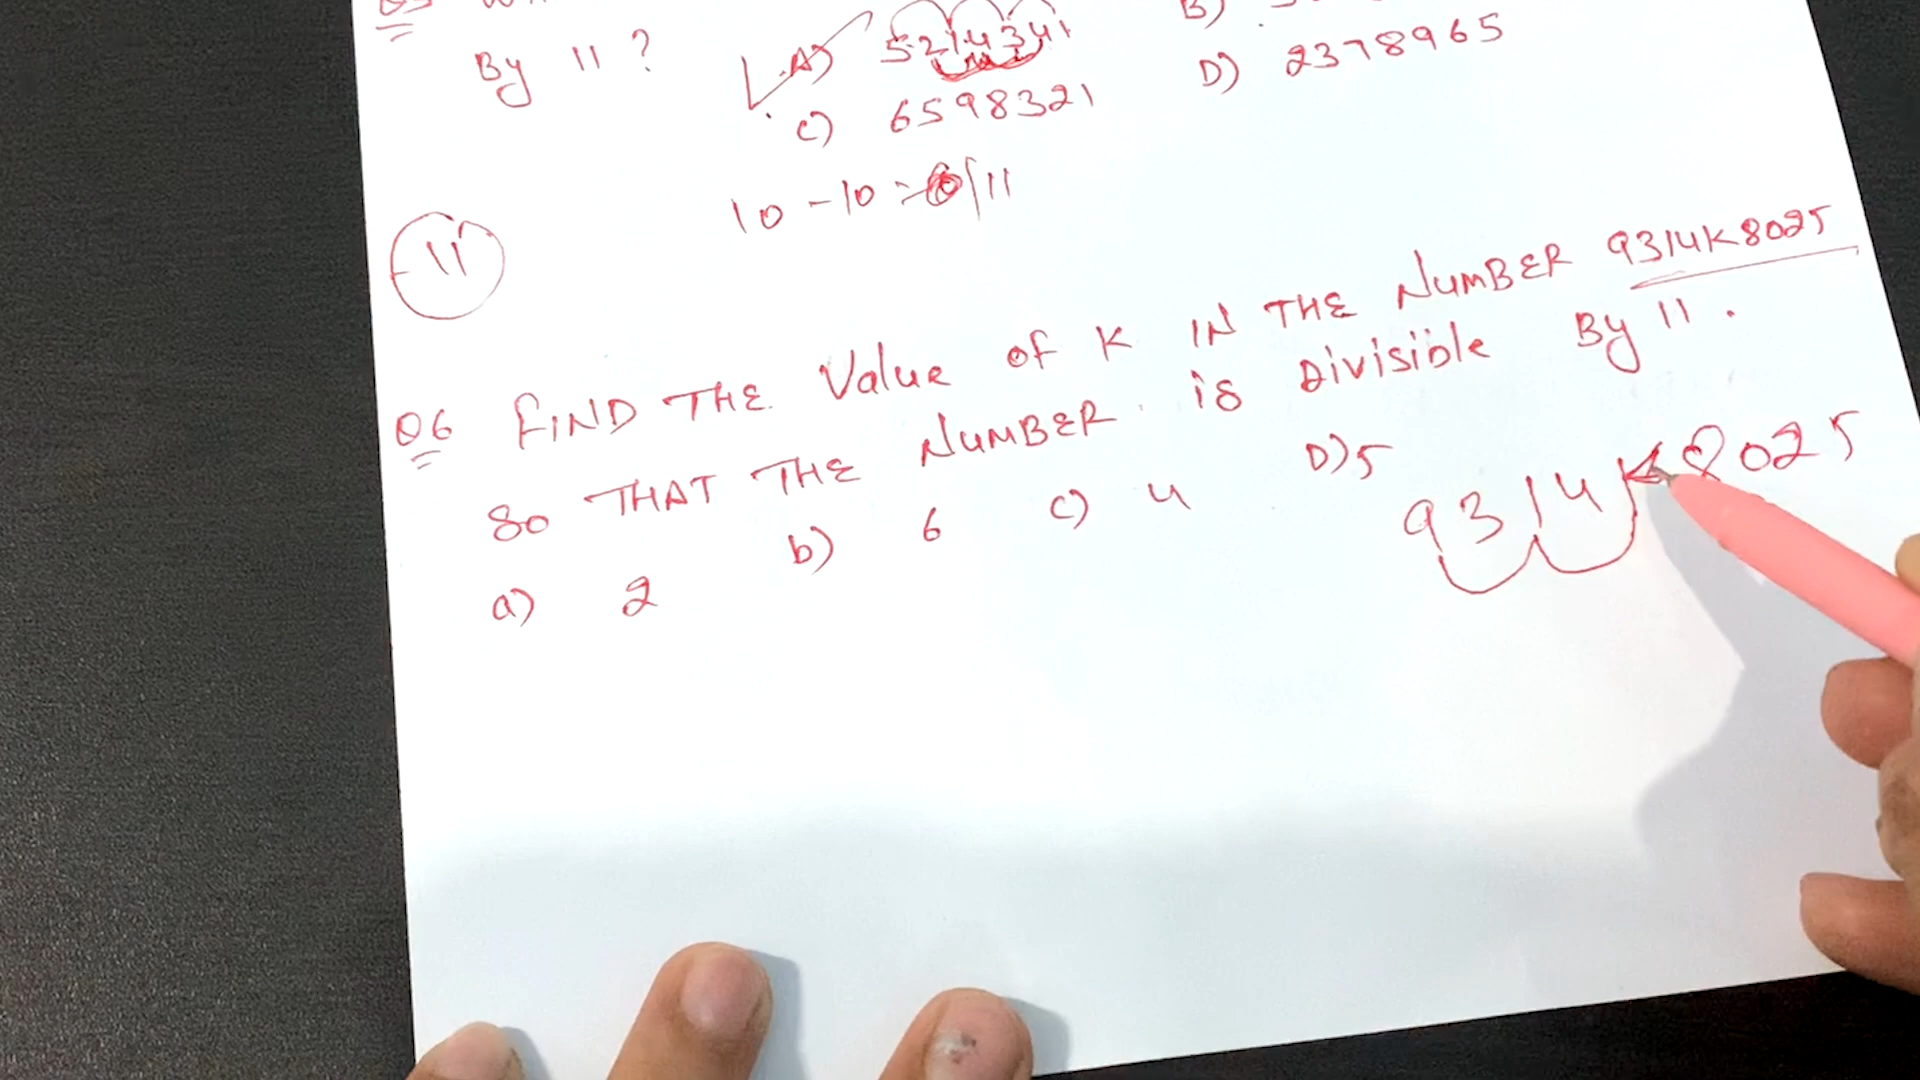 By 11 ?
A) 5214341
B)
C) 6598321
D) 2378965
10 - 10 = 0/11
11
Q6 FIND THE Value of K IN THE NUMBER 9314K8025
So THAT THE NUMBER is Divisible By 11 .
a) 2 b) 6 c) 4 D) 5
9314K8025